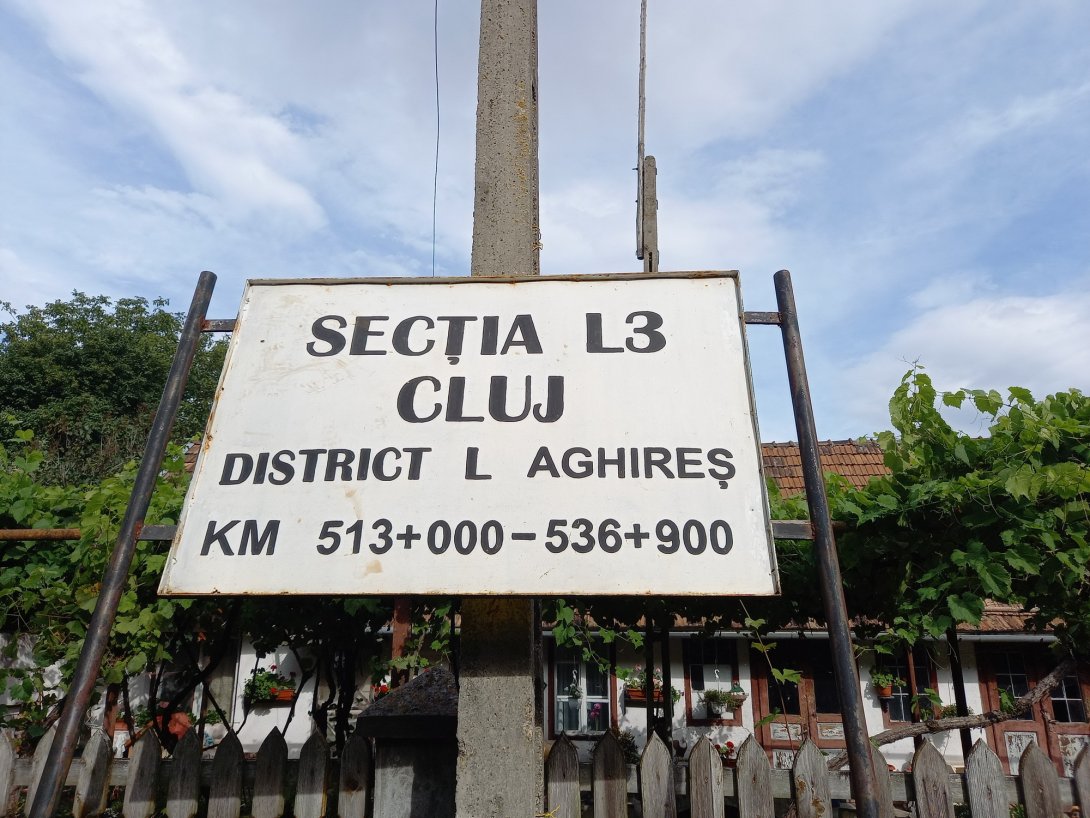 SECȚIA L3
CLUJ
DISTRICT L AGHIREȘ
KM 513+000-536+900